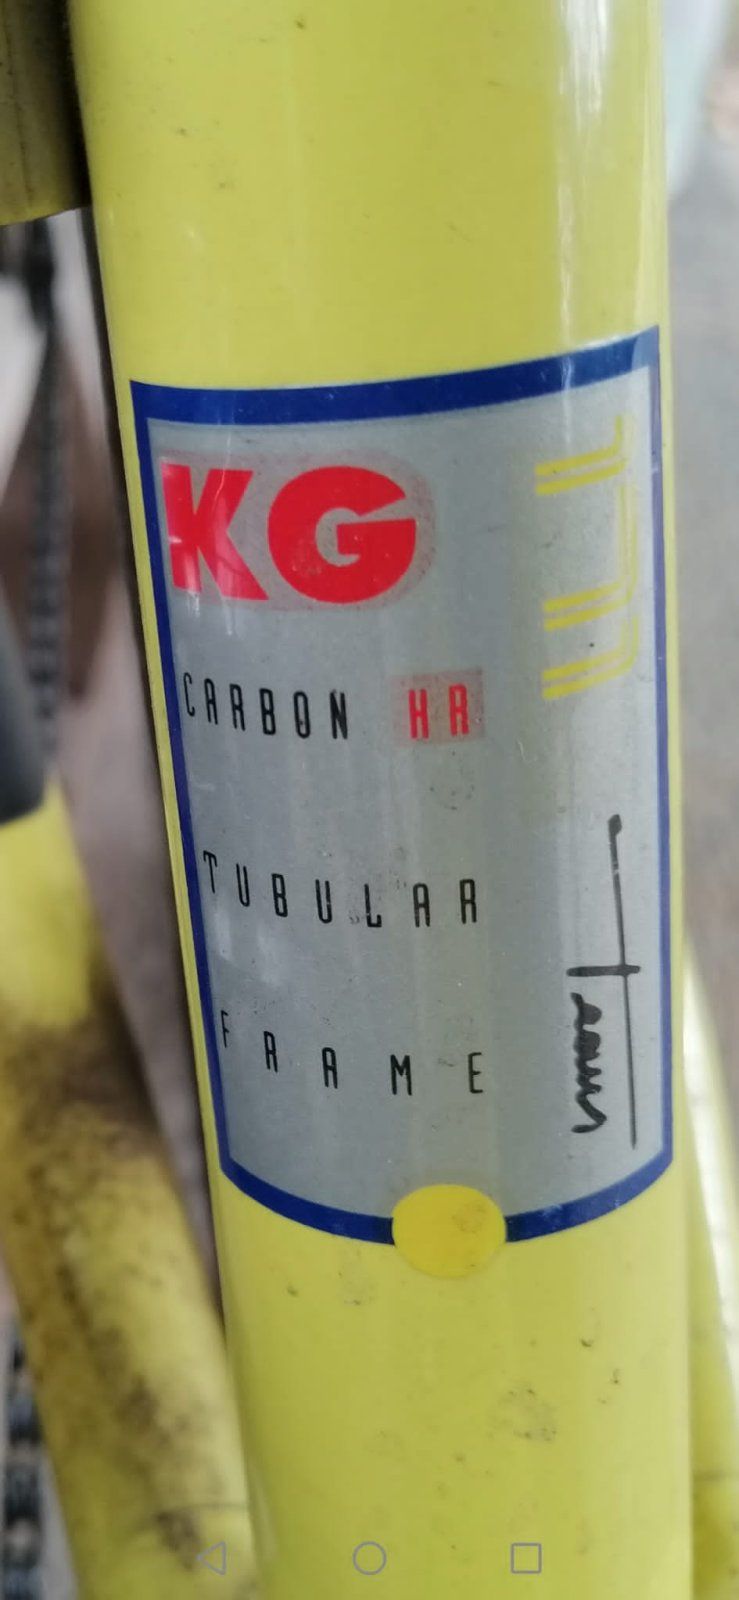 KG
CARBON HR
TUBULAR
FRAME